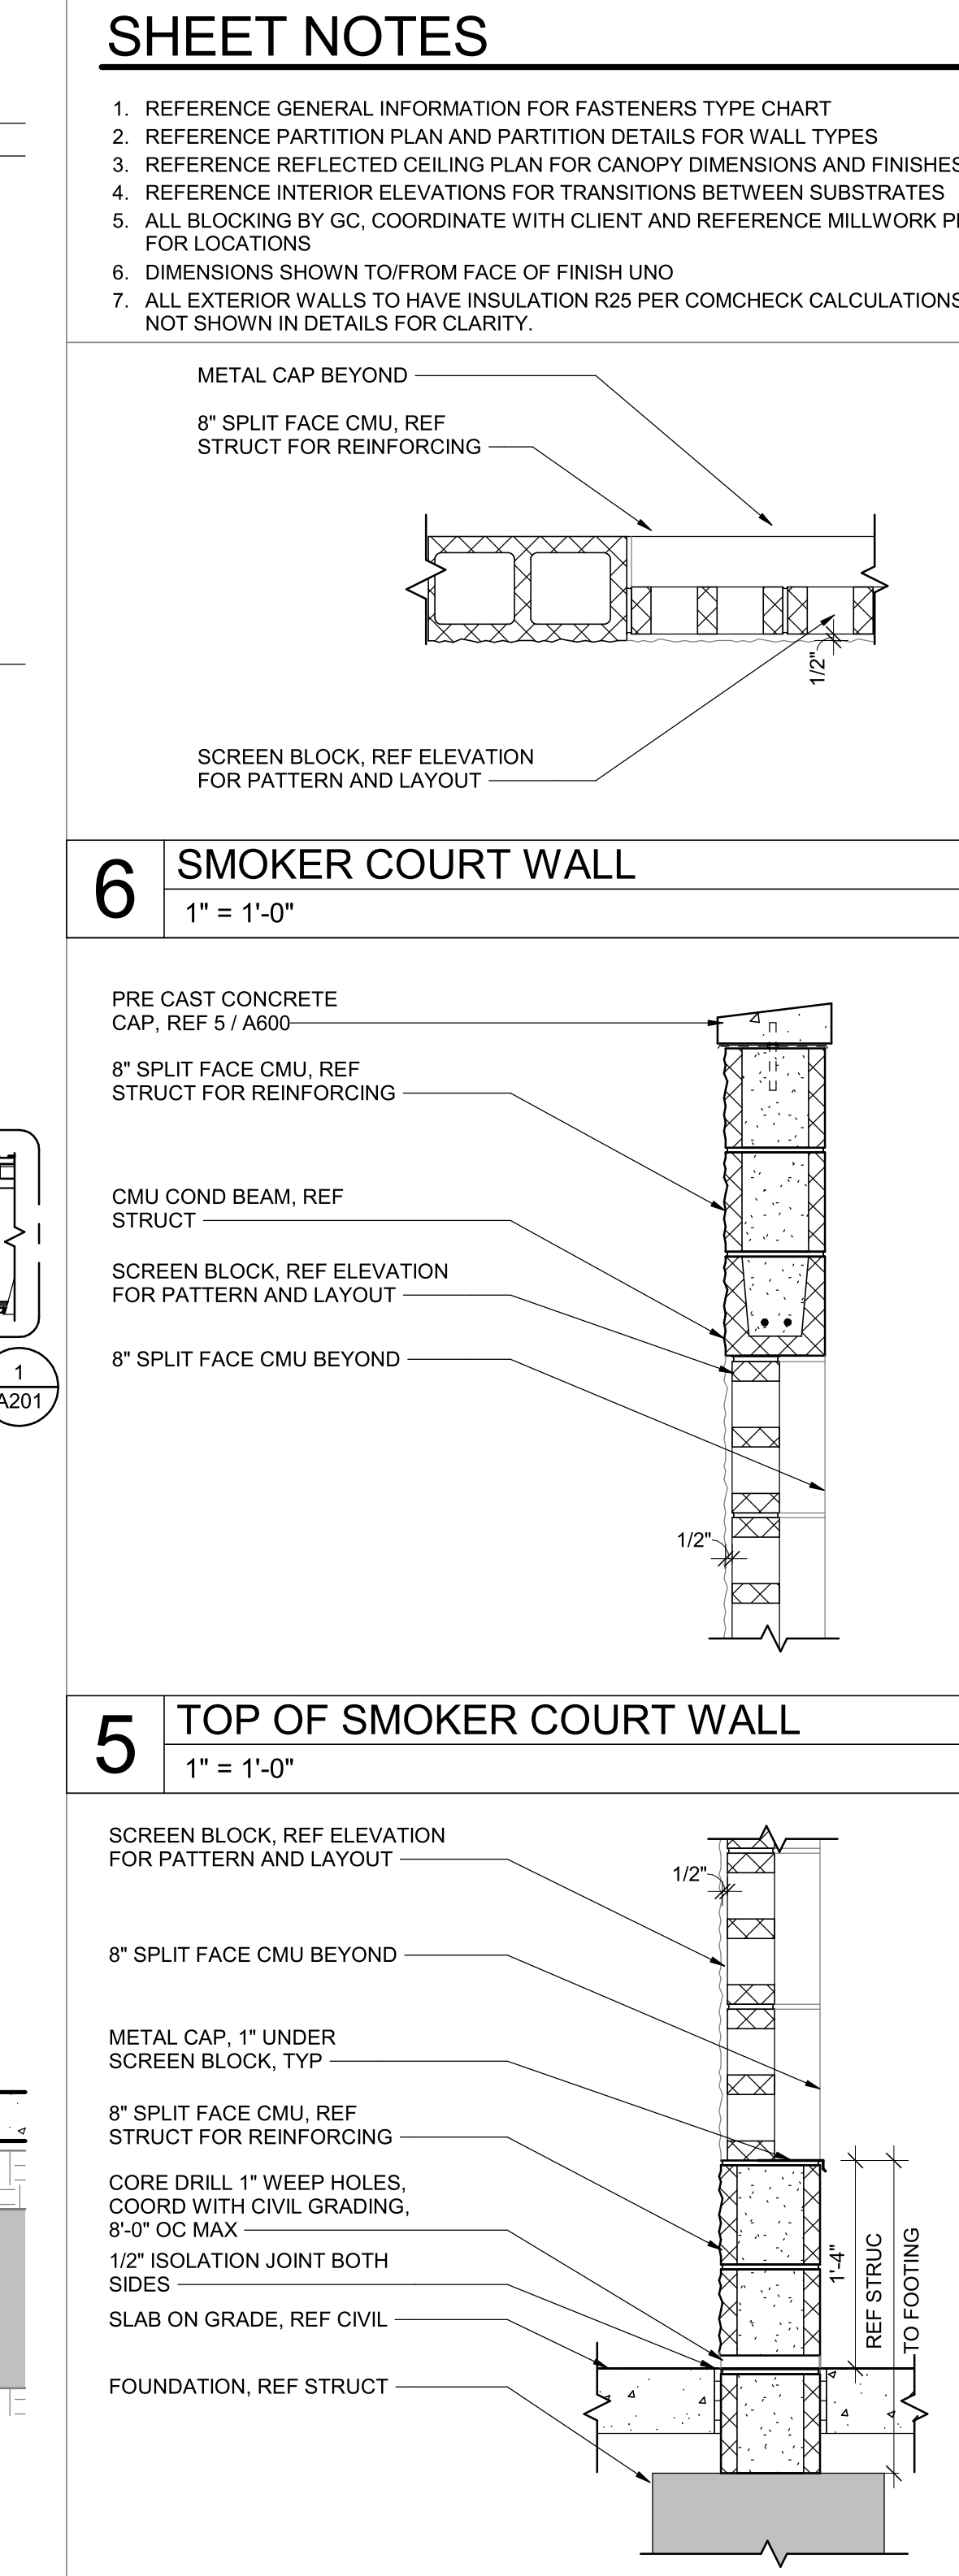 SHEET NOTES
1. REFERENCE GENERAL INFORMATION FOR FASTENERS TYPE CHART
2. REFERENCE PARTITION PLAN AND PARTITION DETAILS FOR WALL TYPES
3. REFERENCE REFLECTED CEILING PLAN FOR CANOPY DIMENSIONS AND FINISHES
4. REFERENCE INTERIOR ELEVATIONS FOR TRANSITIONS BETWEEN SUBSTRATES
5. ALL BLOCKING BY GC, COORDINATE WITH CLIENT AND REFERENCE MILLWORK
FOR LOCATIONS
6. DIMENSIONS SHOWN TO/FROM FACE OF FINISH UNO
7. ALL EXTERIOR WALLS TO HAVE INSULATION R25 PER COMCHECK CALCULATIONS
NOT SHOWN IN DETAILS FOR CLARITY.
METAL CAP BEYOND
8" SPLIT FACE CMU, REF
STRUCT FOR REINFORCING
1/2"
SCREEN BLOCK, REF ELEVATION
FOR PATTERN AND LAYOUT
6
SMOKER COURT WALL
1" = 1'-0"
PRE CAST CONCRETE
CAP, REF 5 / A600
8" SPLIT FACE CMU, REF
STRUCT FOR REINFORCING
CMU COND BEAM, REF
STRUCT
SCREEN BLOCK, REF ELEVATION
FOR PATTERN AND LAYOUT
8" SPLIT FACE CMU BEYOND
1
A201
1/2"
5
TOP OF SMOKER COURT WALL
1" = 1'-0"
SCREEN BLOCK, REF ELEVATION
FOR PATTERN AND LAYOUT
1/2"
8" SPLIT FACE CMU BEYOND
METAL CAP, 1" UNDER
SCREEN BLOCK, TYP
8" SPLIT FACE CMU, REF
STRUCT FOR REINFORCING
CORE DRILL 1" WEEP HOLES,
COORD WITH CIVIL GRADING,
8'-0" OC MAX
1/2" ISOLATION JOINT BOTH
SIDES
SLAB ON GRADE, REF CIVIL
FOUNDATION, REF STRUCT
1'-4"
REF STRUC
TO FOOTING